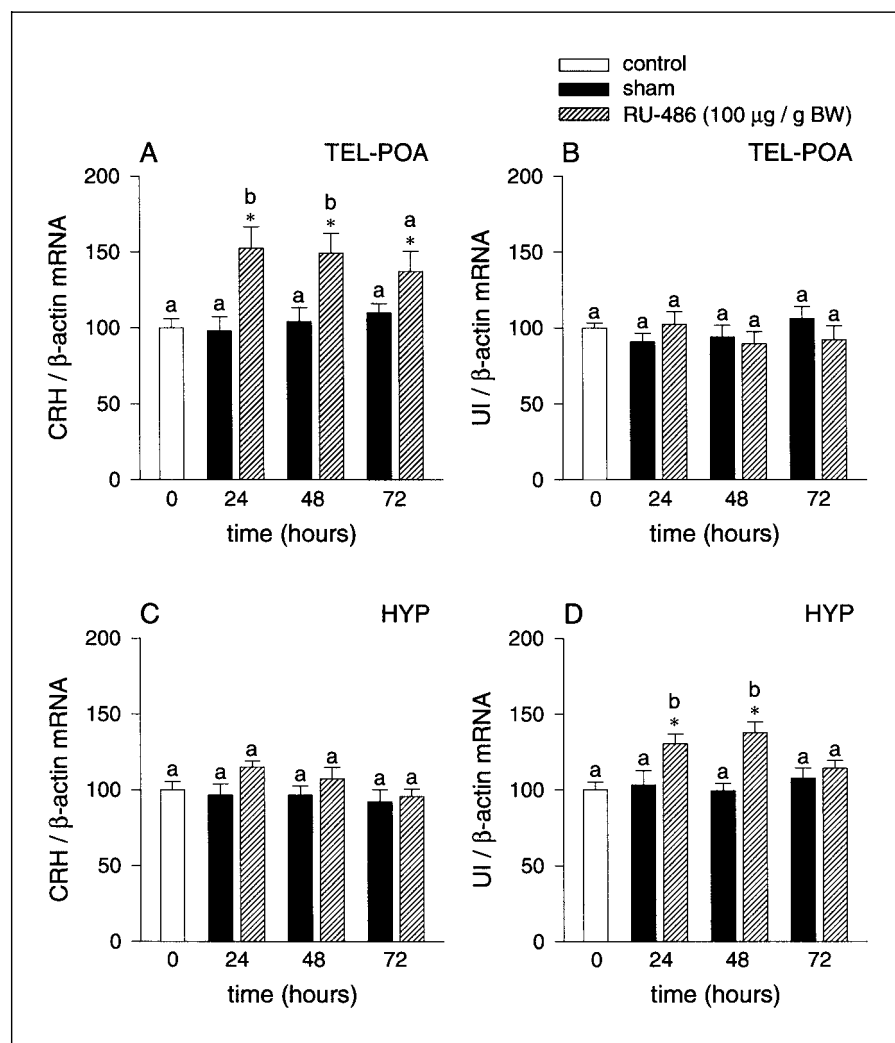 control
sham
RU-486 (100 μg / g BW)
A TEL-POA
200
150
100
50
0
CRH / β-actin mRNA
a a b * a b * a a *
0 24 48 72
time (hours)
B TEL-POA
200
150
100
50
0
UI / β-actin mRNA
a a a a a a a
0 24 48 72
time (hours)
C HYP
200
150
100
50
0
CRH / β-actin mRNA
a a a a a a a
0 24 48 72
time (hours)
D HYP
200
150
100
50
0
UI / β-actin mRNA
a a b * a b * a a
0 24 48 72
time (hours)